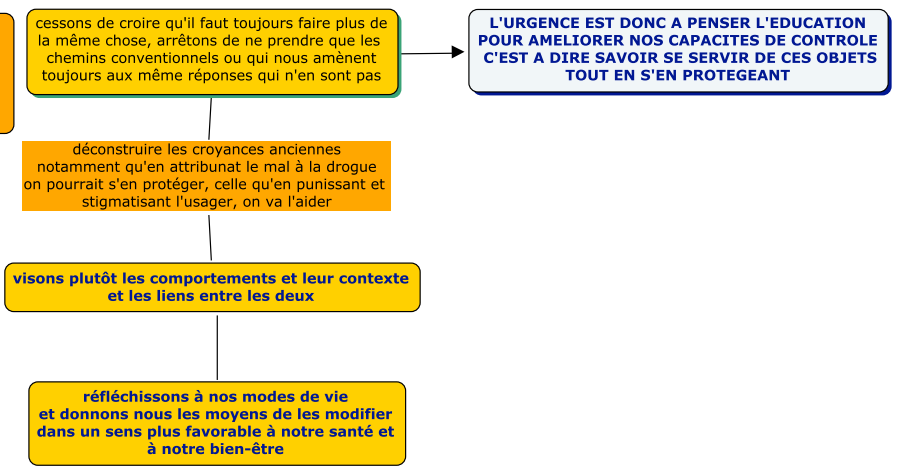 cessons de croire qu'il faut toujours faire plus de
la même chose, arrêtons de ne prendre que les
chemins conventionnels ou qui nous amènent
toujours aux même réponses qui n'en sont pas
L'URGENCE EST DONC A PENSER L'EDUCATION
POUR AMELIORER NOS CAPACITES DE CONTROLE
C'EST A DIRE SAVOIR SE SERVIR DE CES OBJETS
TOUT EN S'EN PROTEGEANT
déconstruire les croyances anciennes
notamment qu'en attribunat le mal à la drogue
on pourrait s'en protéger, celle qu'en punissant et
stigmatisant l'usager, on va l'aider
visons plutôt les comportements et leur contexte
et les liens entre les deux
réfléchissons à nos modes de vie
et donnons nous les moyens de les modifier
dans un sens plus favorable à notre santé et
à notre bien-être